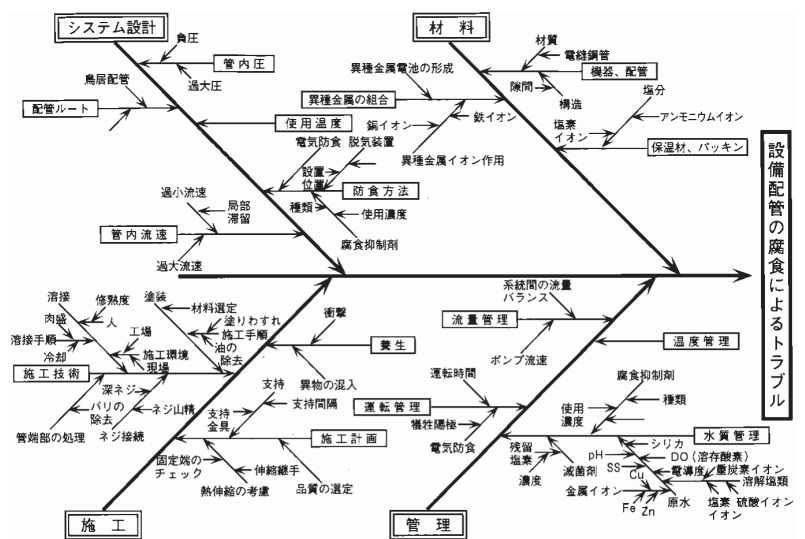 システム設計
負圧
管内圧
過大圧
鳥居配管
配管ルート
使用温度
電気防食
脱気装置
設置
位置
防食方法
種類
使用濃度
腐食抑制剤
過小流速
局部
滞留
管内流速
過大流速
材料
材質
電縫鋼管
機器、配管
隙間
構造
異種金属電池の形成
異種金属の組合
鉄イオン
銅イオン
異種金属イオン作用
塩分
アンモニウムイオン
塩素
イオン
保温材、パッキン
設備配管の腐食によるトラブル
溶接
修熟度
肉盛
人
溶接手順
工場
冷却
施工環境
現場
施工技術
塗装
材料選定
塗りわすれ
施工手順
油の
除去
深ネジ
バリの
除去
ネジ山精
管端部の処理
ネジ接続
衝撃
養生
異物の混入
支持
支持間隔
支持
金具
施工計画
固定端の
チェック
伸縮継手
熱伸縮の考慮
品質の選定
施工
系統間の流量
バランス
流量管理
ポンプ流速
温度管理
運転時間
運転管理
犠牲陽極
電気防食
腐食抑制剤
種類
使用
濃度
水質管理
残留
塩素
滅菌剤
濃度
シリカ
pH
DO(溶存酸素)
SS
電導度
Cu
重炭素イオン
溶解塩類
金属イオン
原水
Fe
Zn
塩素
イオン
硫酸イオン
管理